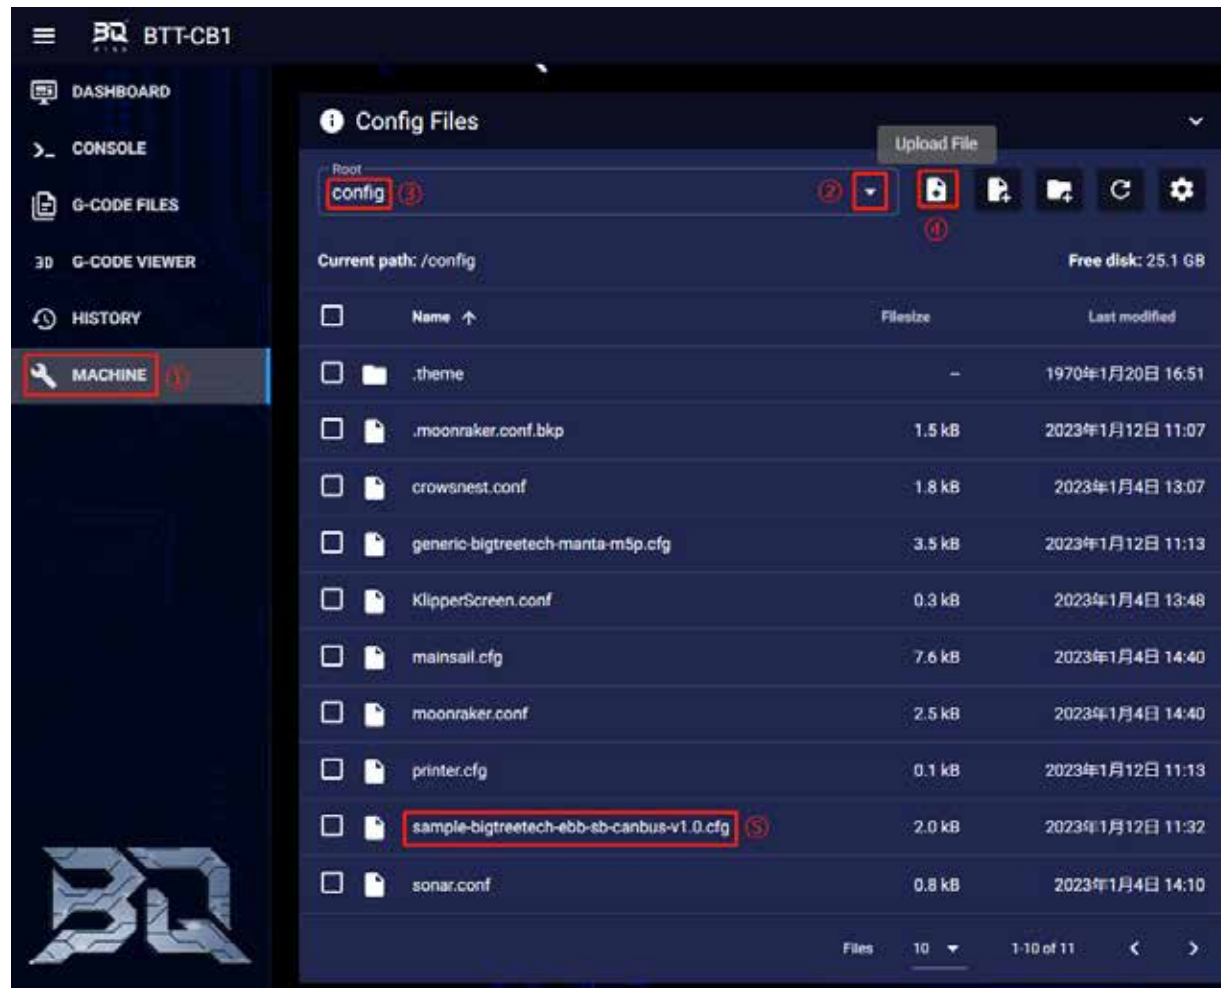 BQ BTT-CB1
DASHBOARD
>_ CONSOLE
G-CODE FILES
3D G-CODE VIEWER
HISTORY
MACHINE ①
Config Files
Upload File
Root
config ③ ②
④
Current path: /config Free disk: 25.1 GB
Name ↑ Filesize Last modified
.theme – 1970年1月20日 16:51
.moonraker.conf.bkp 1.5 kB 2023年1月12日 11:07
crowsnest.conf 1.8 kB 2023年1月4日 13:07
generic-bigtreetech-manta-m5p.cfg 3.5 kB 2023年1月12日 11:13
KlipperScreen.conf 0.3 kB 2023年1月4日 13:48
mainsail.cfg 7.6 kB 2023年1月4日 14:40
moonraker.conf 2.5 kB 2023年1月4日 14:40
printer.cfg 0.1 kB 2023年1月12日 11:13
sample-bigtreetech-ebb-sb-canbus-v1.0.cfg ⑤ 2.0 kB 2023年1月12日 11:32
sonar.conf 0.8 kB 2023年1月4日 14:10
Files 10 1-10 of 11 < >
BQ